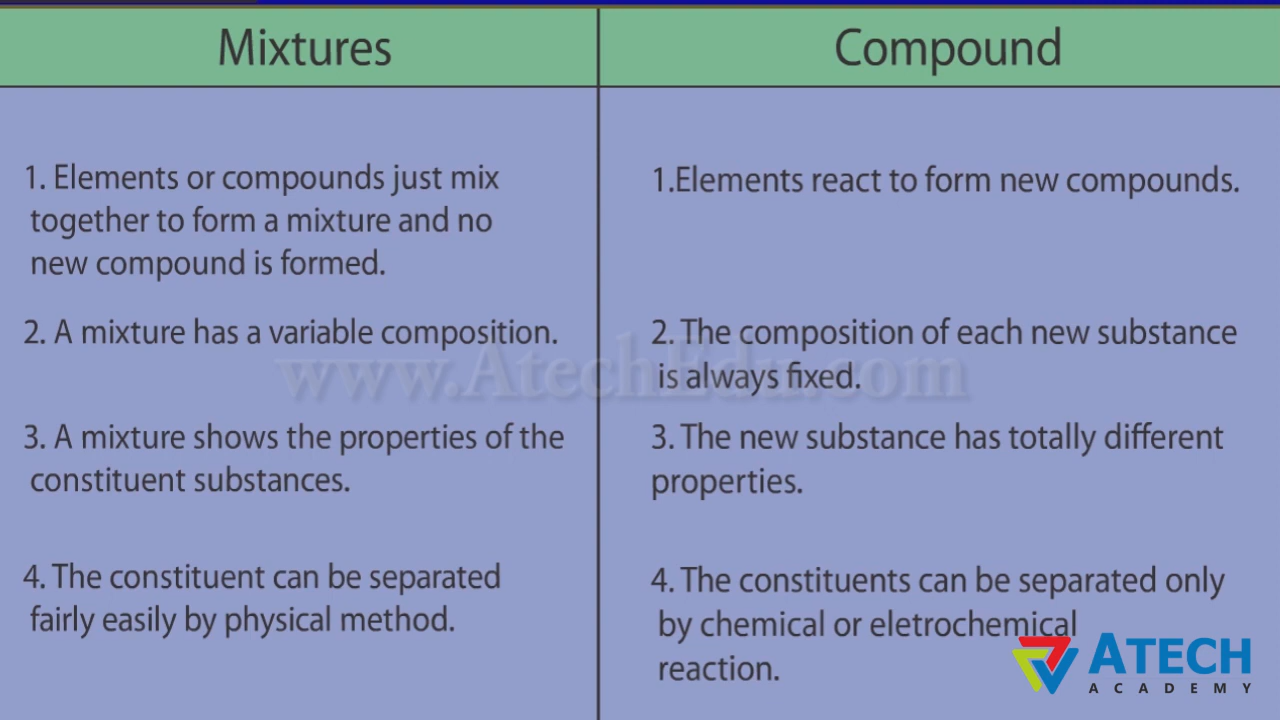 Mixtures
1. Elements or compounds just mix
together to form a mixture and no
new compound is formed.
2. A mixture has a variable composition.
3. A mixture shows the properties of the
constituent substances.
4. The constituent can be separated
fairly easily by physical method.
Compound
1.Elements react to form new compounds.
2. The composition of each new substance
is always fixed.
3. The new substance has totally different
properties.
4. The constituents can be separated only
by chemical or eletrochemical
reaction.
www.AtechEdu.com
ATECH
ACADEMY